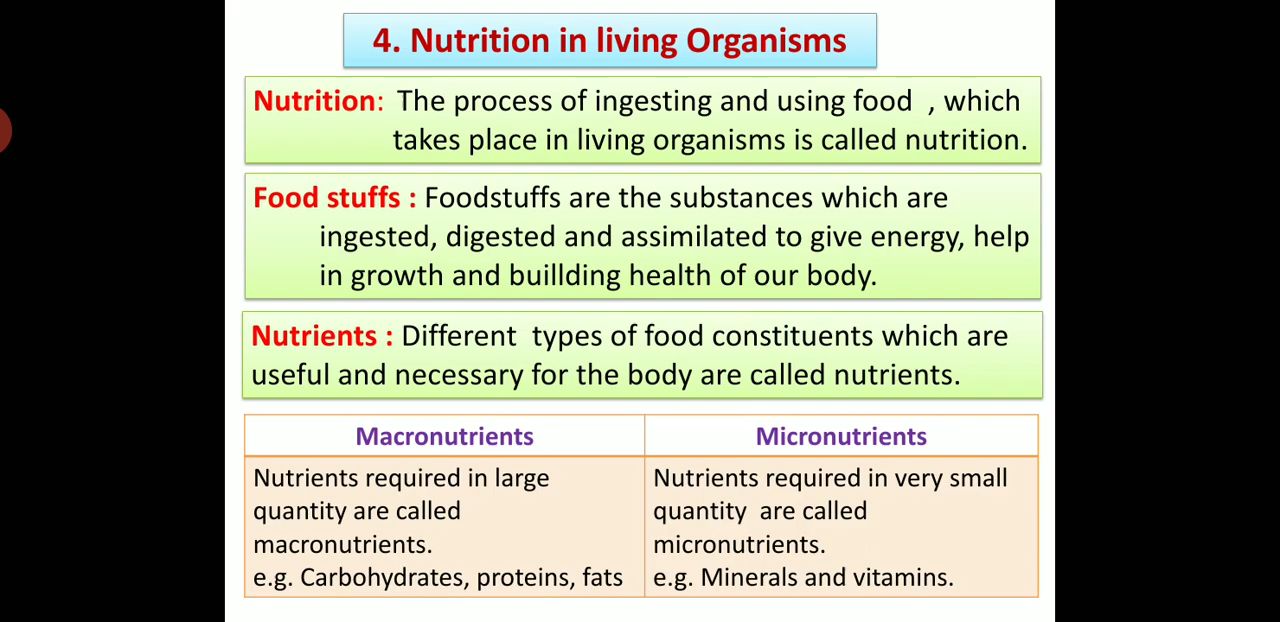 4. Nutrition in living Organisms
Nutrition: The process of ingesting and using food , which
takes place in living organisms is called nutrition.
Food stuffs : Foodstuffs are the substances which are
ingested, digested and assimilated to give energy, help
in growth and buillding health of our body.
Nutrients : Different types of food constituents which are
useful and necessary for the body are called nutrients.
Macronutrients
Nutrients required in large
quantity are called
macronutrients.
e.g. Carbohydrates, proteins, fats
Micronutrients
Nutrients required in very small
quantity are called
micronutrients.
e.g. Minerals and vitamins.